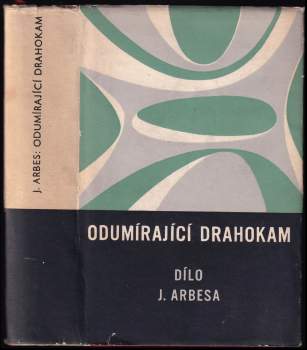 J. ARBES: ODUMÍRAJÍCÍ DRAHOKAM
ODUMÍRAJÍCÍ DRAHOKAM
DÍLO
J. ARBESA